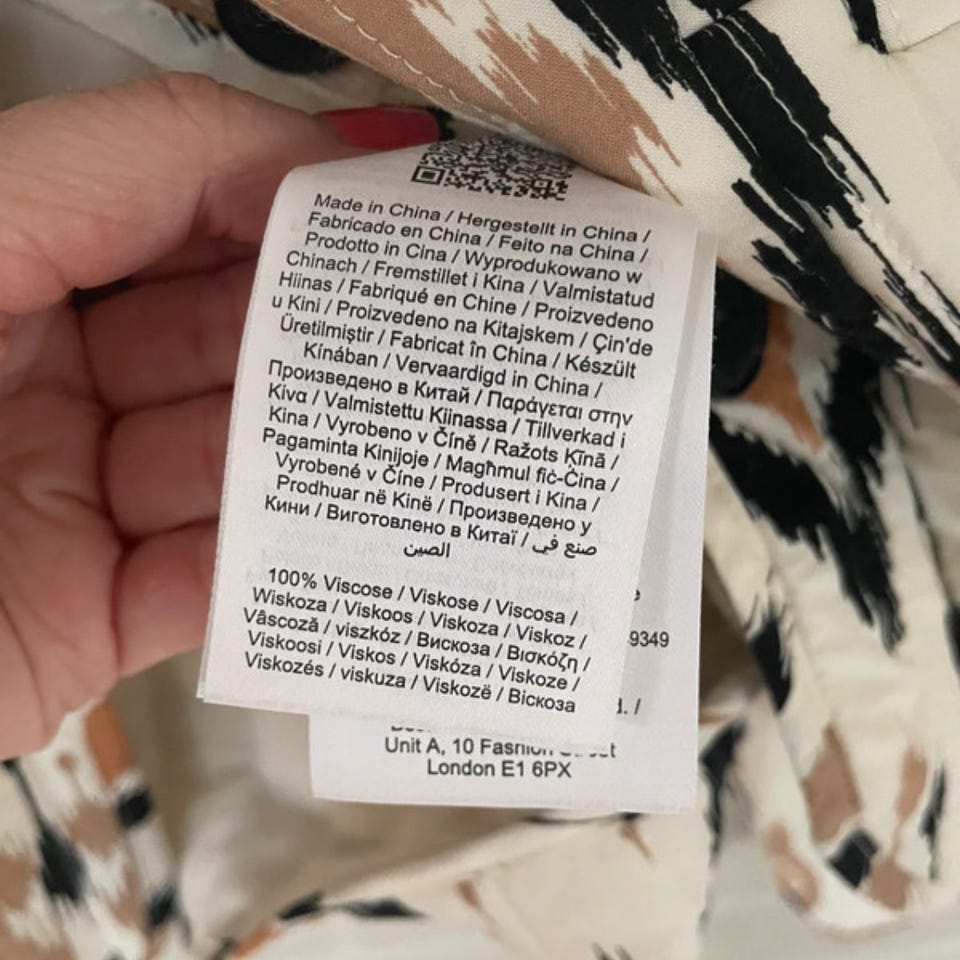 Made in China / Hergestellt in China /
Fabricado en China / Feito na China /
Prodotto in Cina / Wyprodukowano w
Chinach / Fremstillet i Kina / Valmistatud
Hiinas / Fabriqué en Chine / Proizvedeno
u Kini / Proizvedeno na Kitajskem / Çin'de
Üretilmiştir / Fabricat în China / Készült
Kínában / Vervaardigd in China /
Произведено в Китай / Παράγεται στην
Κίνα / Valmistettu Kiinassa / Tillverkad i
Kina / Vyrobeno v Číně / Ražots Ķīnā /
Pagaminta Kinijoje / Magħmul fiċ-Ċina /
Vyrobené v Číne / Produsert i Kina /
Prodhuar në Kinë / Произведено у
Кини / Виготовлено в Китаї / صنع في
الصين
100% Viscose / Viskose / Viscosa /
Wiskoza / Viskoos / Viskoza / Viskoz /
Vâscoză / viszkóz / Вискоза / Βισκόζη /
Viskoosi / Viskos / Viskóza / Viskoze /
Viskozės / viskuza / Viskozë / Віскоза
9349
/
Unit A, 10 Fashion
London E1 6PX